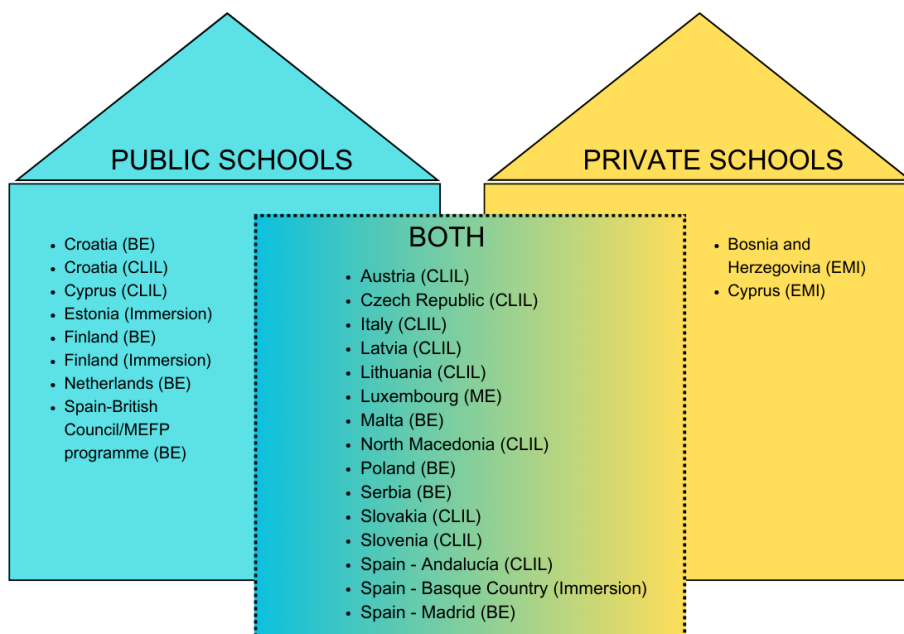 PUBLIC SCHOOLS
• Croatia (BE)
• Croatia (CLIL)
• Cyprus (CLIL)
• Estonia (Immersion)
• Finland (BE)
• Finland (Immersion)
• Netherlands (BE)
• Spain-British
Council/MEFP
programme (BE)
BOTH
• Austria (CLIL)
• Czech Republic (CLIL)
• Italy (CLIL)
• Latvia (CLIL)
• Lithuania (CLIL)
• Luxembourg (ME)
• Malta (BE)
• North Macedonia (CLIL)
• Poland (BE)
• Serbia (BE)
• Slovakia (CLIL)
• Slovenia (CLIL)
• Spain - Andalucía (CLIL)
• Spain - Basque Country (Immersion)
• Spain - Madrid (BE)
PRIVATE SCHOOLS
• Bosnia and
Herzegovina (EMI)
• Cyprus (EMI)